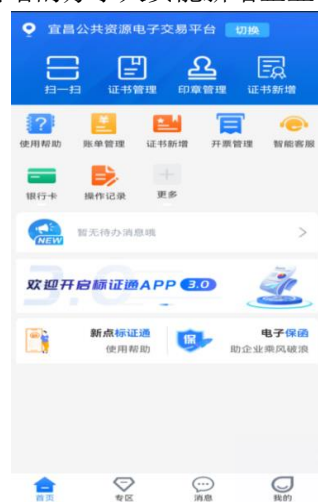 宜昌公共资源电子交易平台 切换
扫一扫 证书管理 印章管理 证书新增
使用帮助 账单管理 证书新增 开票管理 智能客服
银行卡 操作记录 更多
NEW 暂无待办消息哦
欢迎开启标证通APP 3.0
新点标证通 保 电子保函
使用帮助 助企业乘风破浪
首页 专区 消息 我的